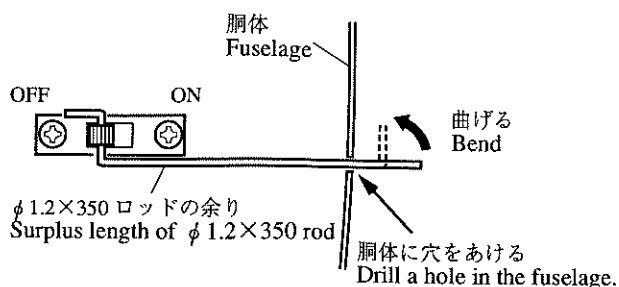 胴体
Fuselage
OFF
ON
曲げる
Bend
φ1.2×350 ロッドの余り
Surplus length of φ1.2×350 rod
胴体に穴をあける
Drill a hole in the fuselage.